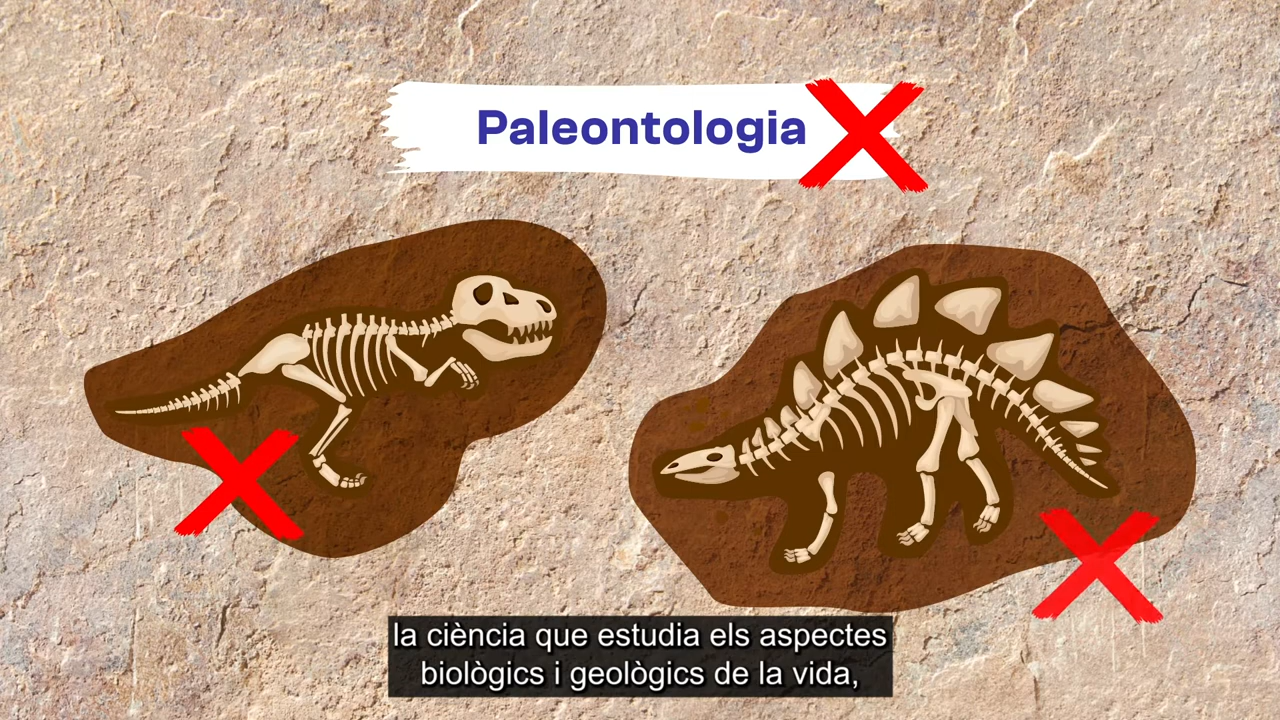 Paleontologia
la ciència que estudia els aspectes
biològics i geològics de la vida,